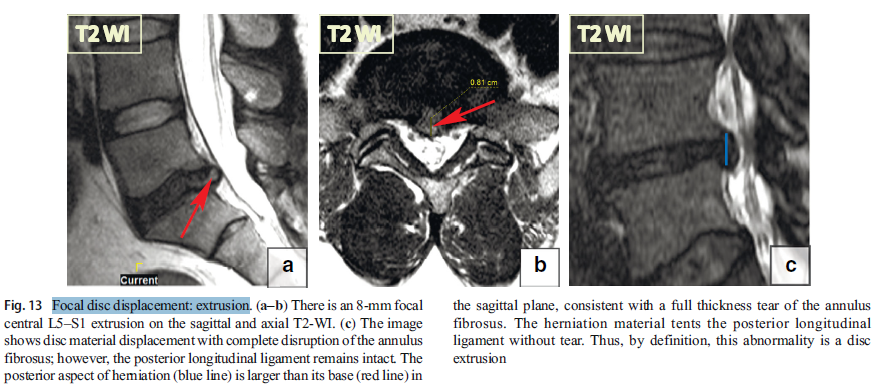 T2 WI
T2 WI
T2 WI
0.81 cm
Current
a
b
c
Fig. 13 Focal disc displacement: extrusion. (a–b) There is an 8-mm focal
central L5–S1 extrusion on the sagittal and axial T2-WI. (c) The image
shows disc material displacement with complete disruption of the annulus
fibrosus; however, the posterior longitudinal ligament remains intact. The
posterior aspect of herniation (blue line) is larger than its base (red line) in
the sagittal plane, consistent with a full thickness tear of the annulus
fibrosus. The herniation material tents the posterior longitudinal
ligament without tear. Thus, by definition, this abnormality is a disc
extrusion